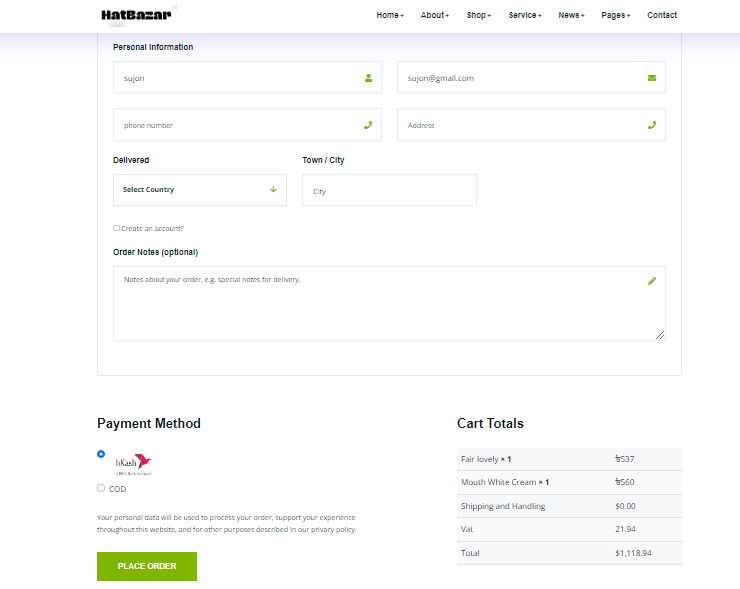 HatBazar
Home + About + Shop + Service + News + Pages + Contact
Personal Information
sujon
sujon@gmail.com
phone number
Address
Delivered
Town / City
Select Country
City
Create an account?
Order Notes (optional)
Notes about your order, e.g. special notes for delivery.
Payment Method
bKash
COD
Your personal data will be used to process your order, support your experience
throughout this website, and for other purposes described in our privacy policy.
PLACE ORDER
Cart Totals
Fair lovely × 1 ৳537
Mouth White Cream × 1 ৳560
Shipping and Handling $0.00
Vat 21.94
Total $1,118.94